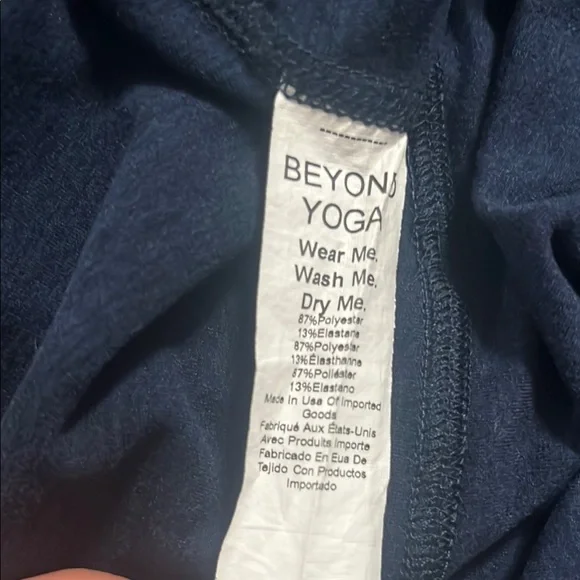 BEYOND
YOGA
Wear Me.
Wash Me.
Dry Me.
87%Polyester
13%Elastane
87%Polyester
13%Élasthanne
87%Poliéster
13%Elastano
Made In Usa Of Imported
Goods
Fabriqué Aux États-Unis
Avec Produits Importe
Fabricado En Eua De
Tejido Con Productos
Importado